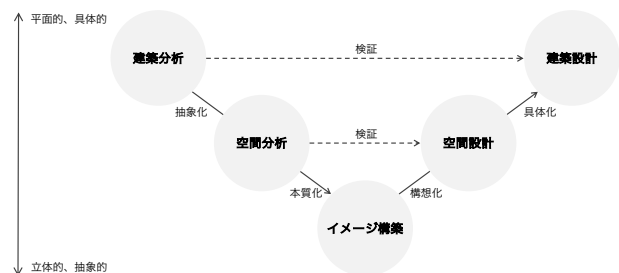 平面的、具体的
建築分析
検証
建築設計
抽象化
具体化
空間分析
検証
空間設計
本質化
構想化
イメージ構築
立体的、抽象的